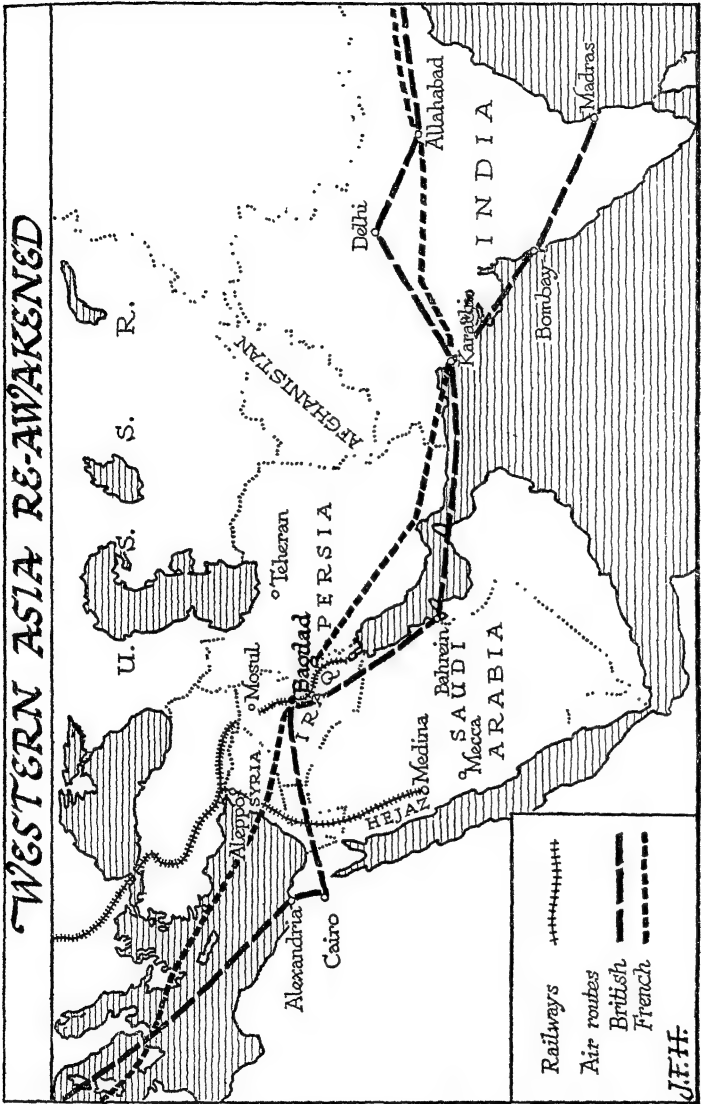 WESTERN ASIA RE-AWAKENED
U. S. S. R.
Aleppo
SYRIA
Mosul
Baodad
IRAQ
Teheran
PERSIA
AFGHANISTAN
Delhi
Allahabad
Alexandria
Cairo
HEJAZ
Medina
Mecca
Bahrein
SAUDI
ARABIA
Karachi
INDIA
Bombay
Madras
Railways
Air routes
British
French
J.F.H.